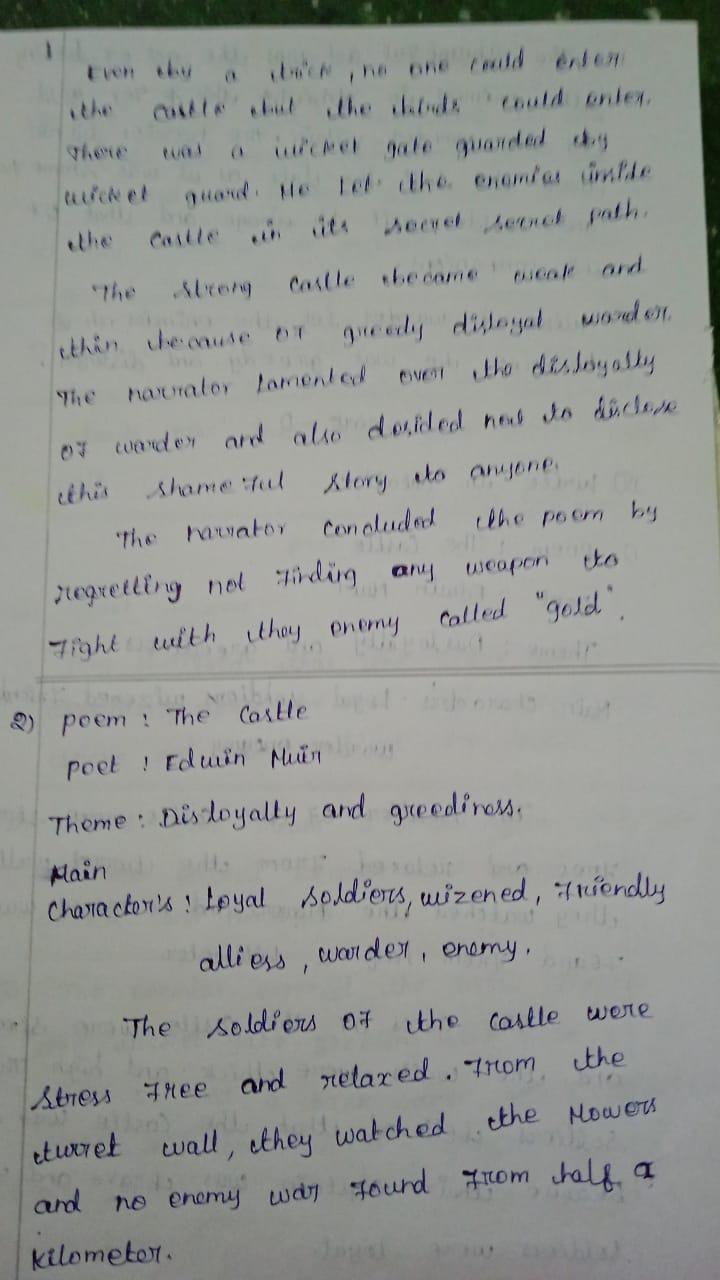 1
Even by a trick, no one could enter
the castle but the birds could enter.
There was a wicket gate guarded by
wicket guard. He let the enemies inside
the castle in its secret secret path.
The strong castle became weak and
thin because of greedy disloyal warder.
The narrator lamented over the disloyally
of warder and also decided not to disclose
this shameful story to anyone.
The narrator concluded the poem by
regretting not finding any weapon to
fight with they enemy called "gold".
2) poem : The Castle
poet : Edwin Muir
Theme : Disloyalty and greediness.
Main
Character's : Loyal soldiers, wizened, friendly
alliess, warder, enemy.
The soldiers of the castle were
stress free and relaxed. From the
turret wall, they watched the Mowers
and no enemy was found from half a
kilometer.